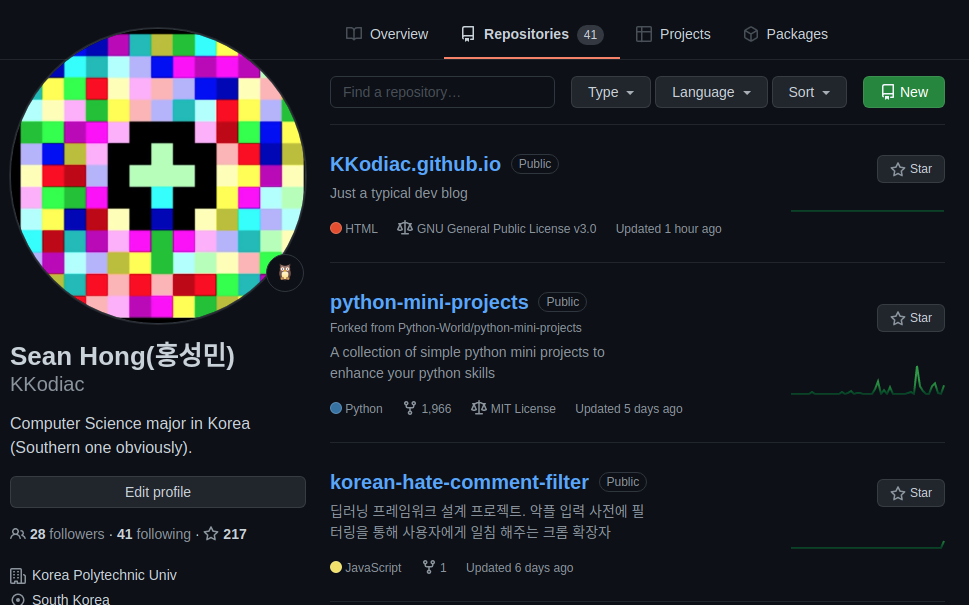 Overview
Repositories 41
Projects
Packages
Find a repository…
Type
Language
Sort
New
Sean Hong(홍성민)
KKodiac
Computer Science major in Korea
(Southern one obviously).
Edit profile
28 followers · 41 following · 217
Korea Polytechnic Univ
South Korea
KKodiac.github.io Public
Star
Just a typical dev blog
HTML GNU General Public License v3.0 Updated 1 hour ago
python-mini-projects Public
Star
Forked from Python-World/python-mini-projects
A collection of simple python mini projects to
enhance your python skills
Python 1,966 MIT License Updated 5 days ago
korean-hate-comment-filter Public
Star
딥러닝 프레임워크 설계 프로젝트. 악플 입력 사전에 필
터링을 통해 사용자에게 일침 해주는 크롬 확장자
JavaScript 1 Updated 6 days ago